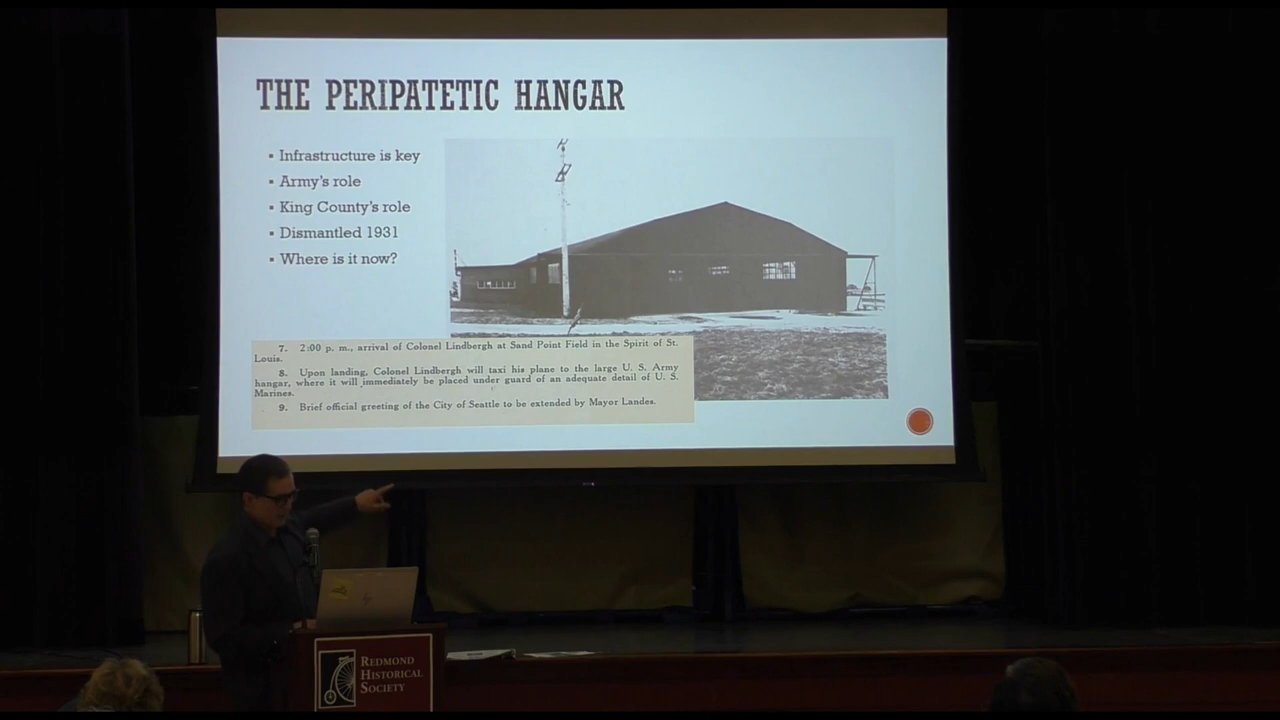 THE PERIPATETIC HANGAR
▪ Infrastructure is key
▪ Army's role
▪ King County's role
▪ Dismantled 1931
▪ Where is it now?
7. 2:00 p. m., arrival of Colonel Lindbergh at Sand Point Field in the Spirit of St.
Louis.
8. Upon landing, Colonel Lindbergh will taxi his plane to the large U. S. Army
hangar, where it will immediately be placed under guard of an adequate detail of U. S.
Marines.
9. Brief official greeting of the City of Seattle to be extended by Mayor Landes.
REDMOND
HISTORICAL
SOCIETY